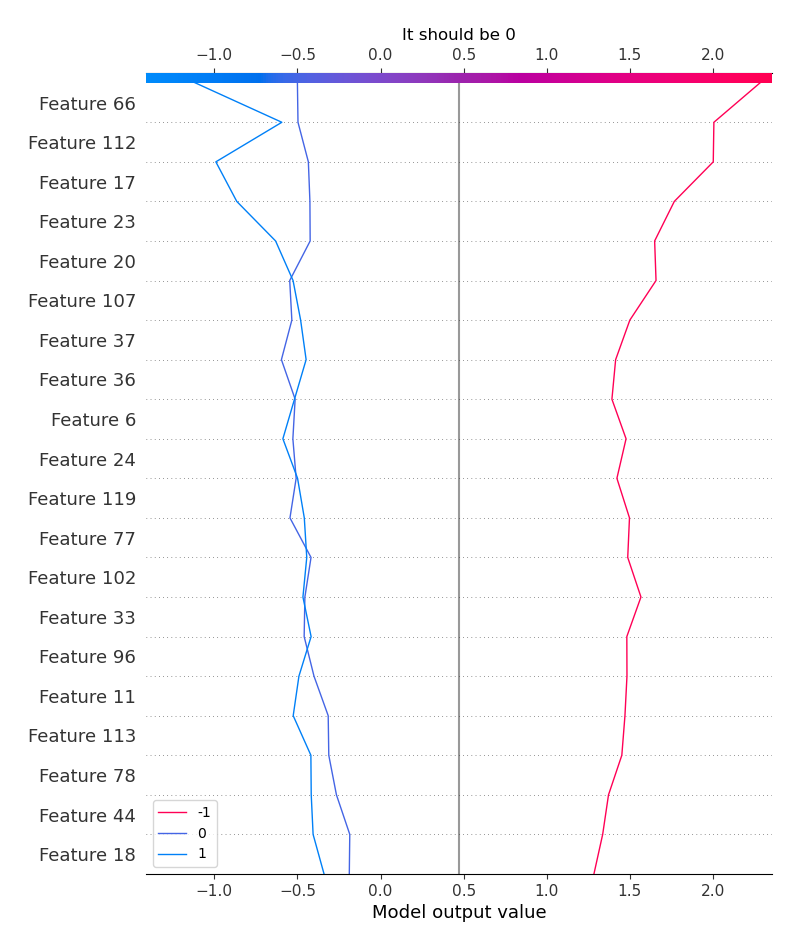 It should be 0
−1.0 −0.5 0.0 0.5 1.0 1.5 2.0
Feature 66
Feature 112
Feature 17
Feature 23
Feature 20
Feature 107
Feature 37
Feature 36
Feature 6
Feature 24
Feature 119
Feature 77
Feature 102
Feature 33
Feature 96
Feature 11
Feature 113
Feature 78
Feature 44
Feature 18
-1
0
1
−1.0 −0.5 0.0 0.5 1.0 1.5 2.0
Model output value